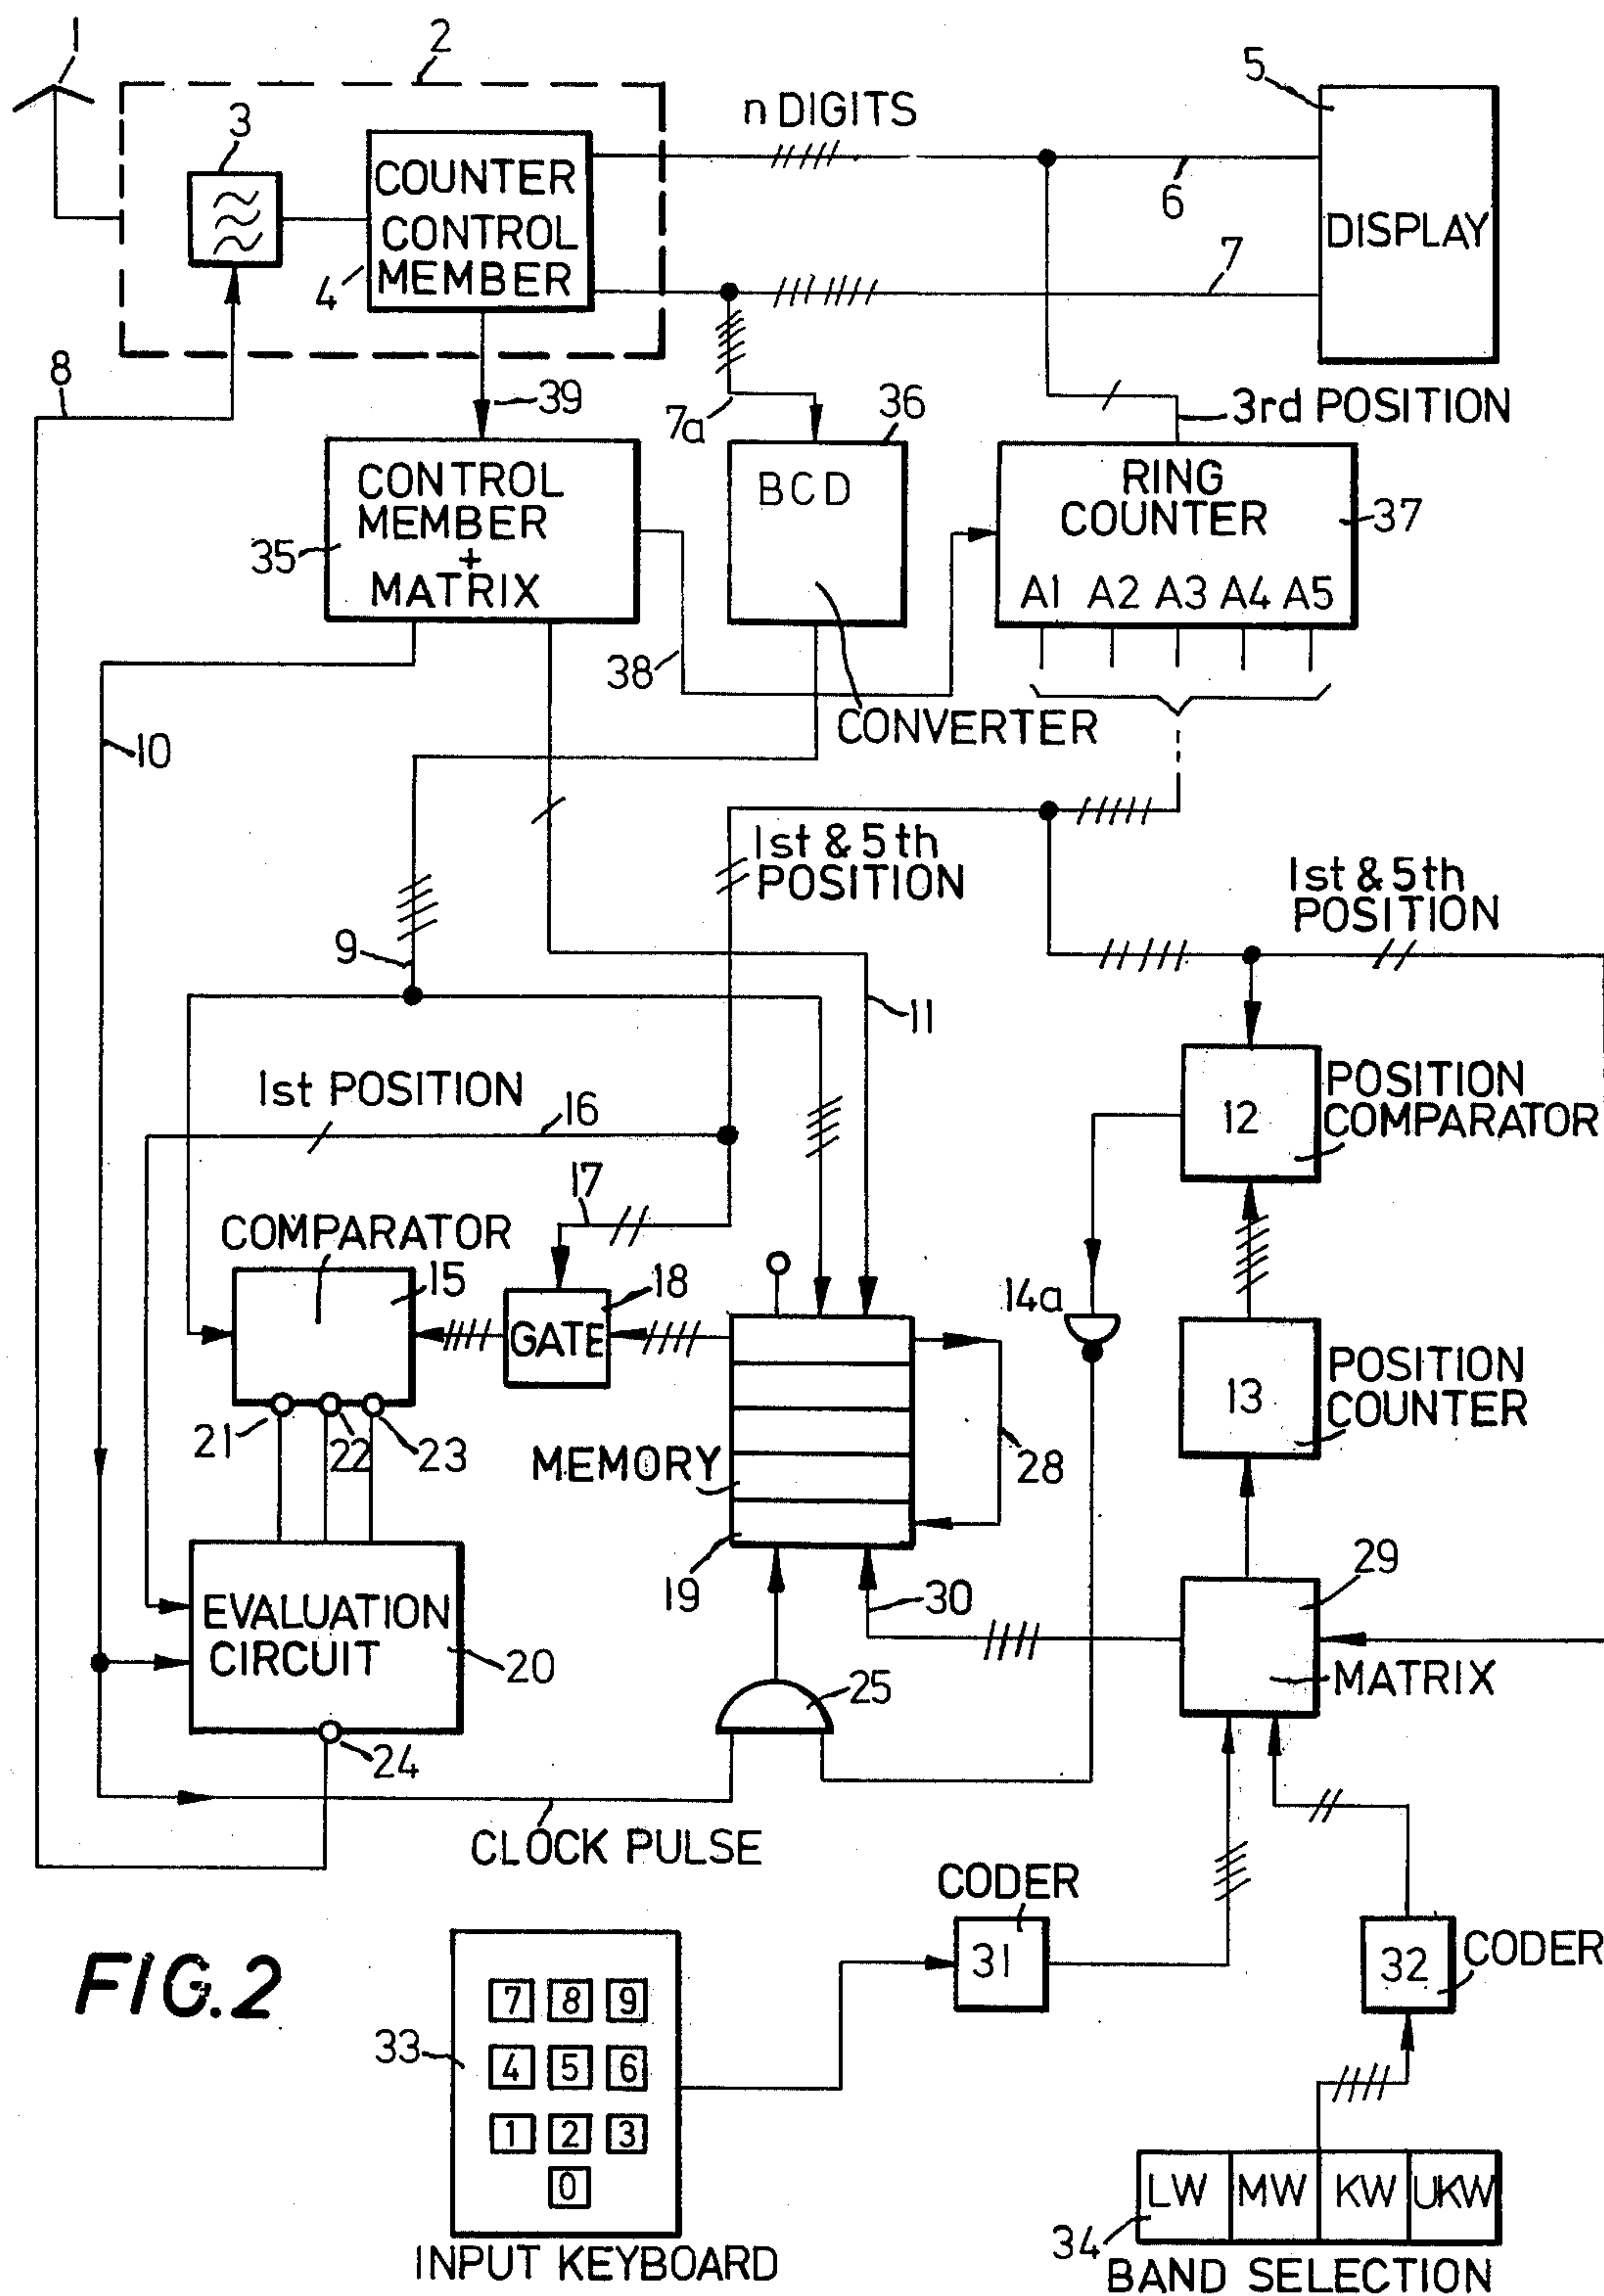 1
2
n DIGITS
5
3
COUNTER
CONTROL
MEMBER
4
6
DISPLAY
7
8
39
7a
36
3rd POSITION
CONTROL
MEMBER
+
MATRIX
35
BCD
RING
COUNTER
37
A1 A2 A3 A4 A5
38
CONVERTER
10
1st & 5th
POSITION
1st & 5th
POSITION
9
11
1st POSITION
16
12
POSITION
COMPARATOR
17
COMPARATOR
15
18
GATE
14a
13
POSITION
COUNTER
21
22
23
MEMORY
28
19
30
29
EVALUATION
CIRCUIT
20
25
MATRIX
24
CLOCK PULSE
CODER
31
32
CODER
FIG.2
33
7 8 9
4 5 6
1 2 3
0
INPUT KEYBOARD
LW MW KW UKW
34
BAND SELECTION